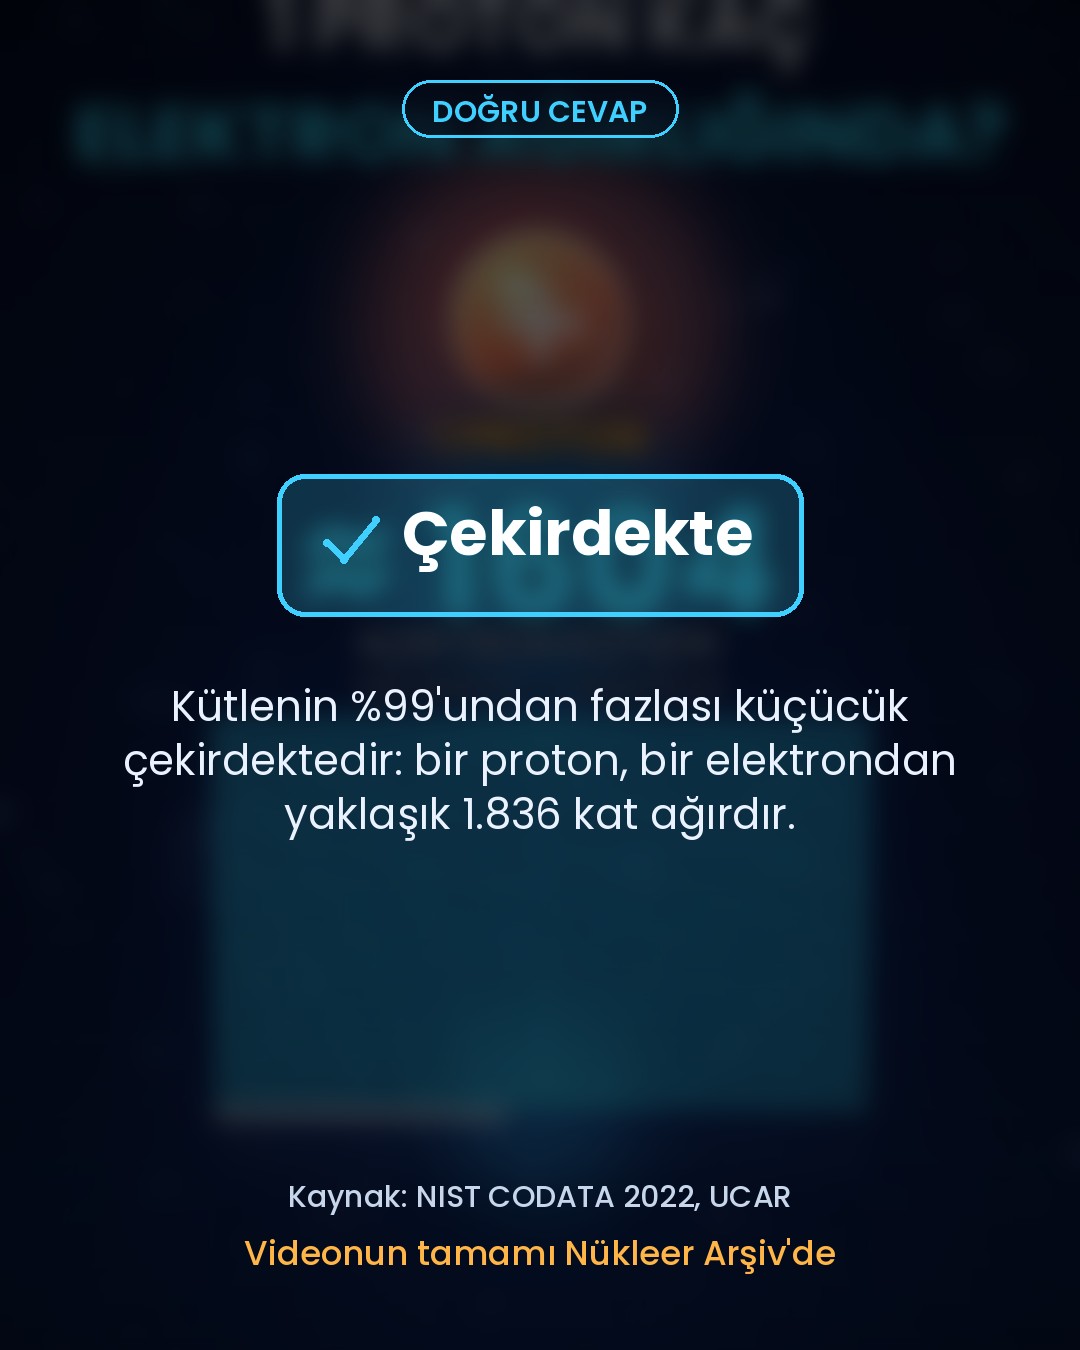 DOĞRU CEVAP
Çekirdekte
Kütlenin %99'undan fazlası küçücük
çekirdektedir: bir proton, bir elektrondan
yaklaşık 1.836 kat ağırdır.
Kaynak: NIST CODATA 2022, UCAR
Videonun tamamı Nükleer Arşiv'de